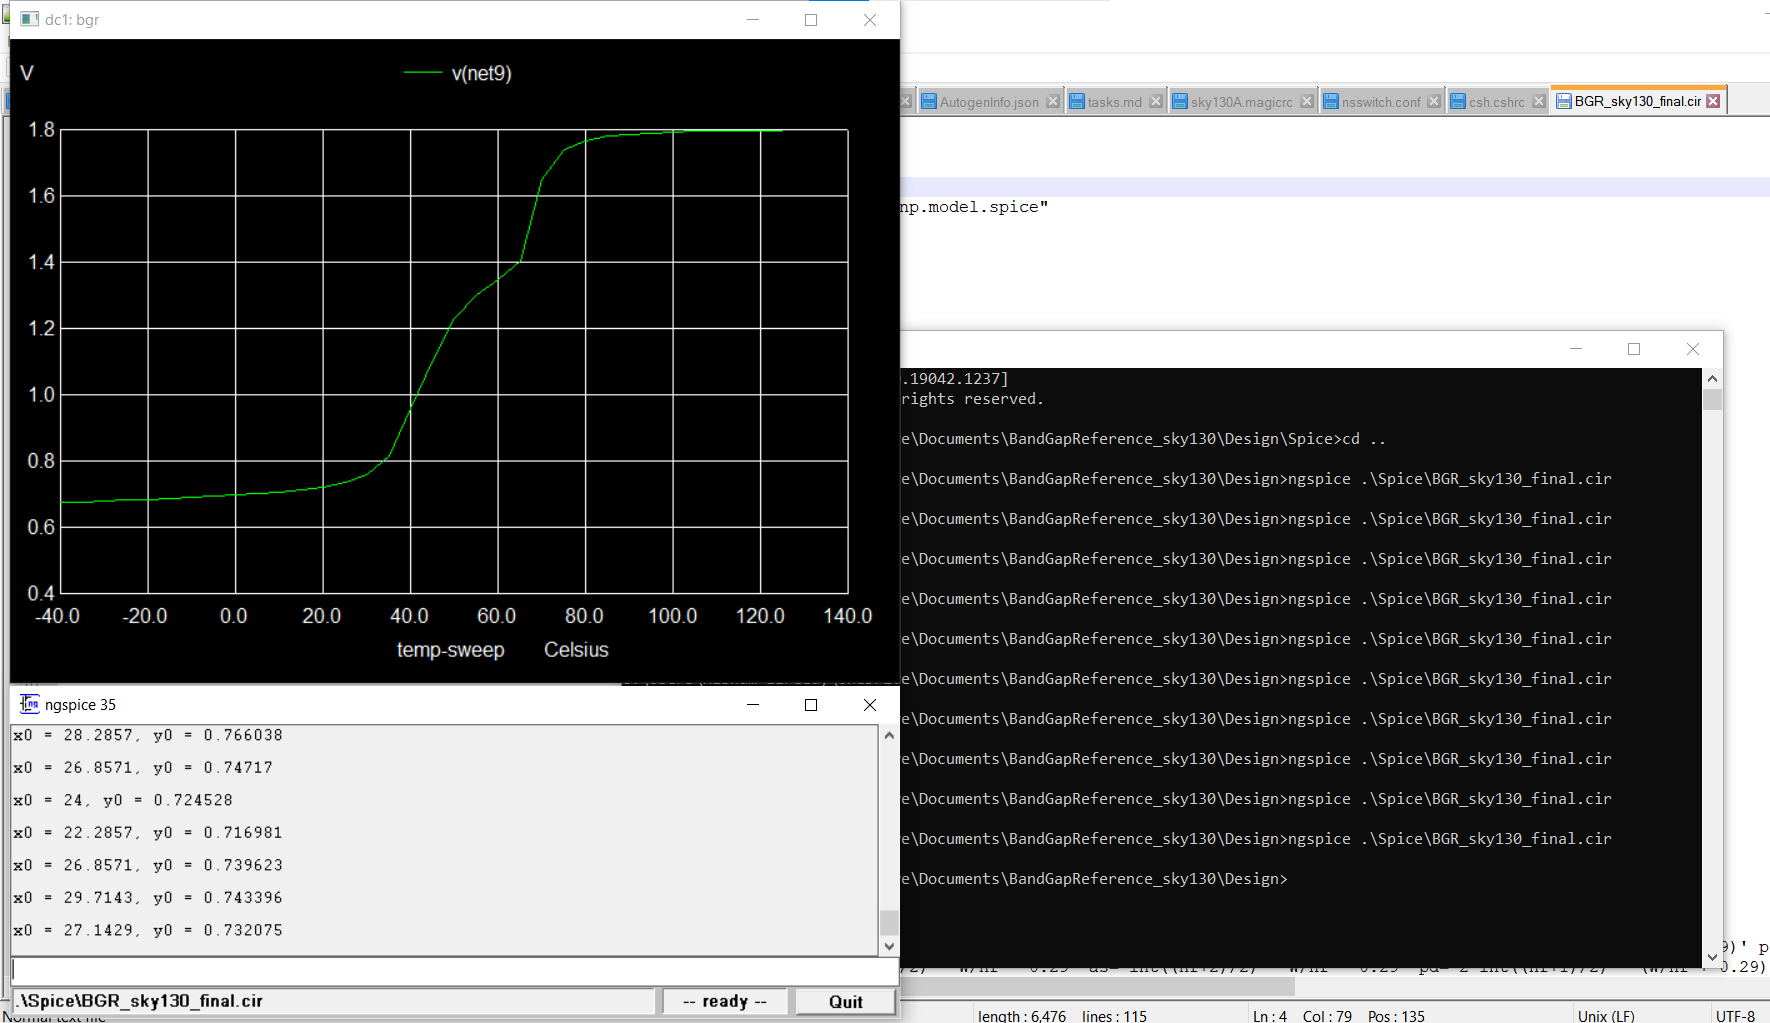 dc1: bgr
V
v(net9)
1.8
1.6
1.4
1.2
1.0
0.8
0.6
0.4
-40.0 -20.0 0.0 20.0 40.0 60.0 80.0 100.0 120.0 140.0
temp-sweep Celsius
ngspice 35
x0 = 28.2857, y0 = 0.766038
x0 = 26.8571, y0 = 0.74717
x0 = 24, y0 = 0.724528
x0 = 22.2857, y0 = 0.716981
x0 = 26.8571, y0 = 0.739623
x0 = 29.7143, y0 = 0.743396
x0 = 27.1429, y0 = 0.732075
.\Spice\BGR_sky130_final.cir
-- ready --
Quit
AutogenInfo.json tasks.md sky130A.magicrc nsswitch.conf csh.cshrc BGR_sky130_final.cir
np.model.spice"
.19042.1237]
rights reserved.
e\Documents\BandGapReference_sky130\Design\Spice>cd ..
e\Documents\BandGapReference_sky130\Design>ngspice .\Spice\BGR_sky130_final.cir
e\Documents\BandGapReference_sky130\Design>ngspice .\Spice\BGR_sky130_final.cir
e\Documents\BandGapReference_sky130\Design>ngspice .\Spice\BGR_sky130_final.cir
e\Documents\BandGapReference_sky130\Design>ngspice .\Spice\BGR_sky130_final.cir
e\Documents\BandGapReference_sky130\Design>ngspice .\Spice\BGR_sky130_final.cir
e\Documents\BandGapReference_sky130\Design>ngspice .\Spice\BGR_sky130_final.cir
e\Documents\BandGapReference_sky130\Design>ngspice .\Spice\BGR_sky130_final.cir
e\Documents\BandGapReference_sky130\Design>ngspice .\Spice\BGR_sky130_final.cir
e\Documents\BandGapReference_sky130\Design>ngspice .\Spice\BGR_sky130_final.cir
e\Documents\BandGapReference_sky130\Design>ngspice .\Spice\BGR_sky130_final.cir
e\Documents\BandGapReference_sky130\Design>
9)' p
0.29)
length : 6,476 lines : 115 Ln : 4 Col : 79 Pos : 135 Unix (LF) UTF-8